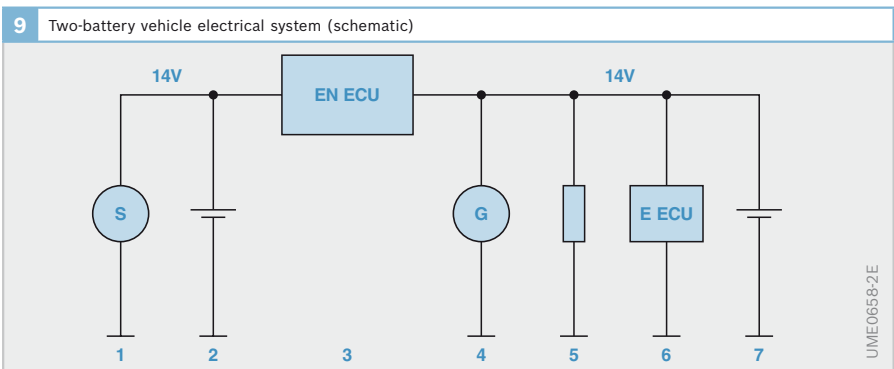 9 Two-battery vehicle electrical system (schematic)
14V 14V
EN ECU
S G E ECU
1 2 3 4 5 6 7
UME0658-2E